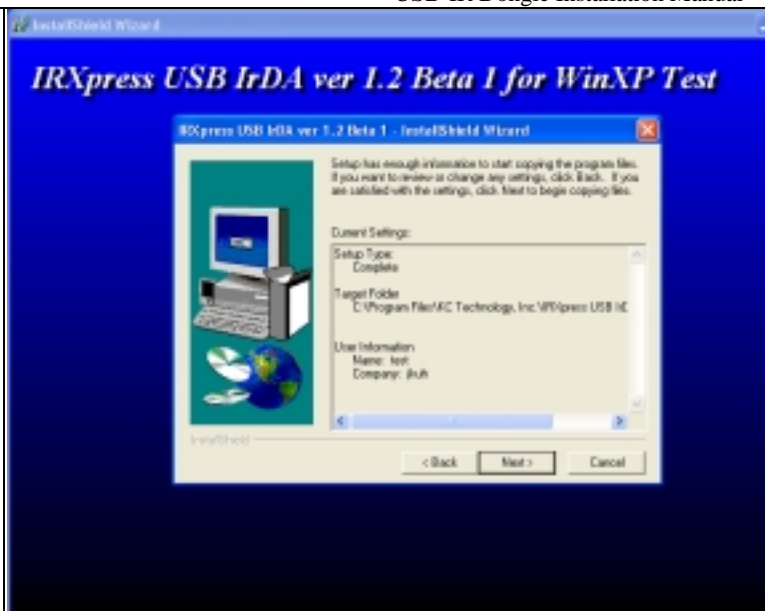 USB IR Dongle Installation Manual
InstallShield Wizard
IRXpress USB IrDA ver 1.2 Beta 1 for WinXP Test
IRXpress USB IrDA ver 1.2 Beta 1 - InstallShield Wizard
Setup has enough information to start copying the program files.
If you want to review or change any settings, click Back. If you
are satisfied with the settings, click Next to begin copying files.
Current Settings:
Setup Type:
Complete
Target Folder
C:\Program Files\KC Technology, Inc.\IRXpress USB Ir
User Information
Name: test
Company:
InstallShield
< Back
Next >
Cancel